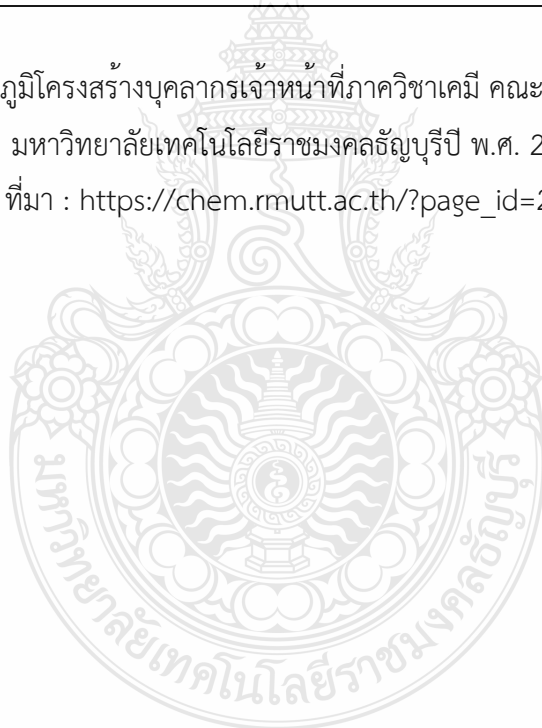 ภูมิโครงสร้างบุคลากรเจ้าหน้าที่ภาควิชาเคมี คณะ
มหาวิทยาลัยเทคโนโลยีราชมงคลธัญบุรีปี พ.ศ. 2
ที่มา : https://chem.rmutt.ac.th/?page_id=2
มหาวิทยาลัยเทคโนโลยีราชมงคลธัญบุรี